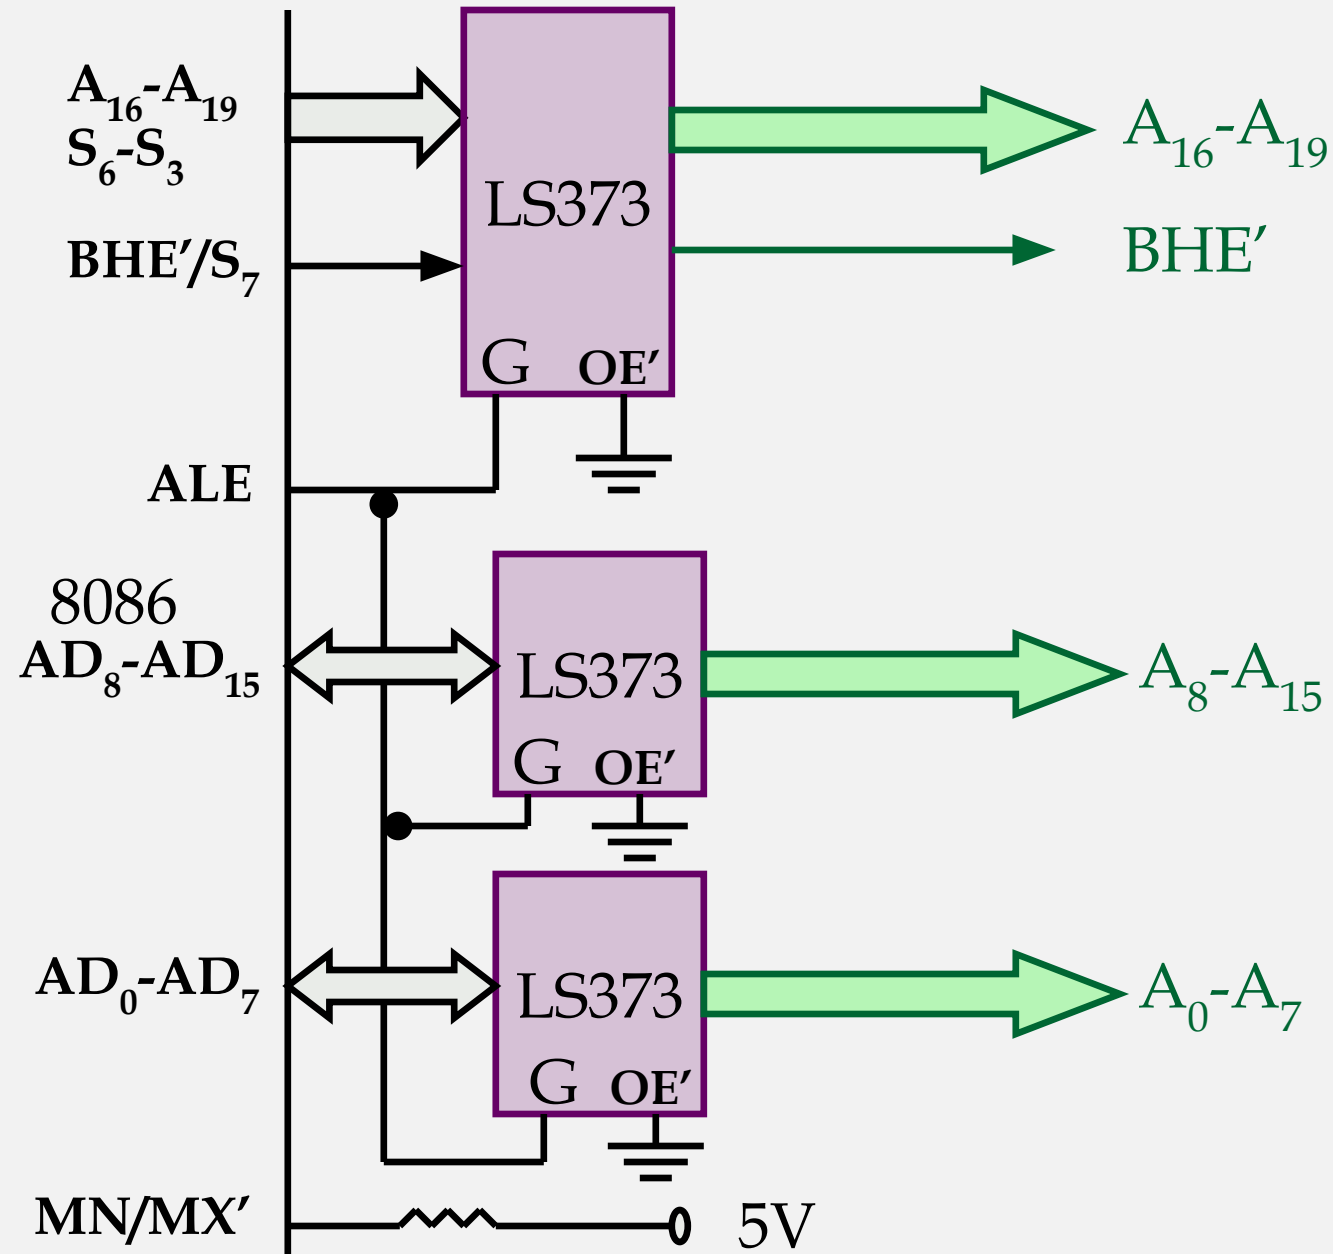 A₁₆-A₁₉
S₆-S₃
LS373
A₁₆-A₁₉
BHE′/S₇
BHE′
G OE′
ALE
8086
AD₈-AD₁₅
LS373
A₈-A₁₅
G OE′
AD₀-AD₇
LS373
A₀-A₇
G OE′
MN/MX′
5V